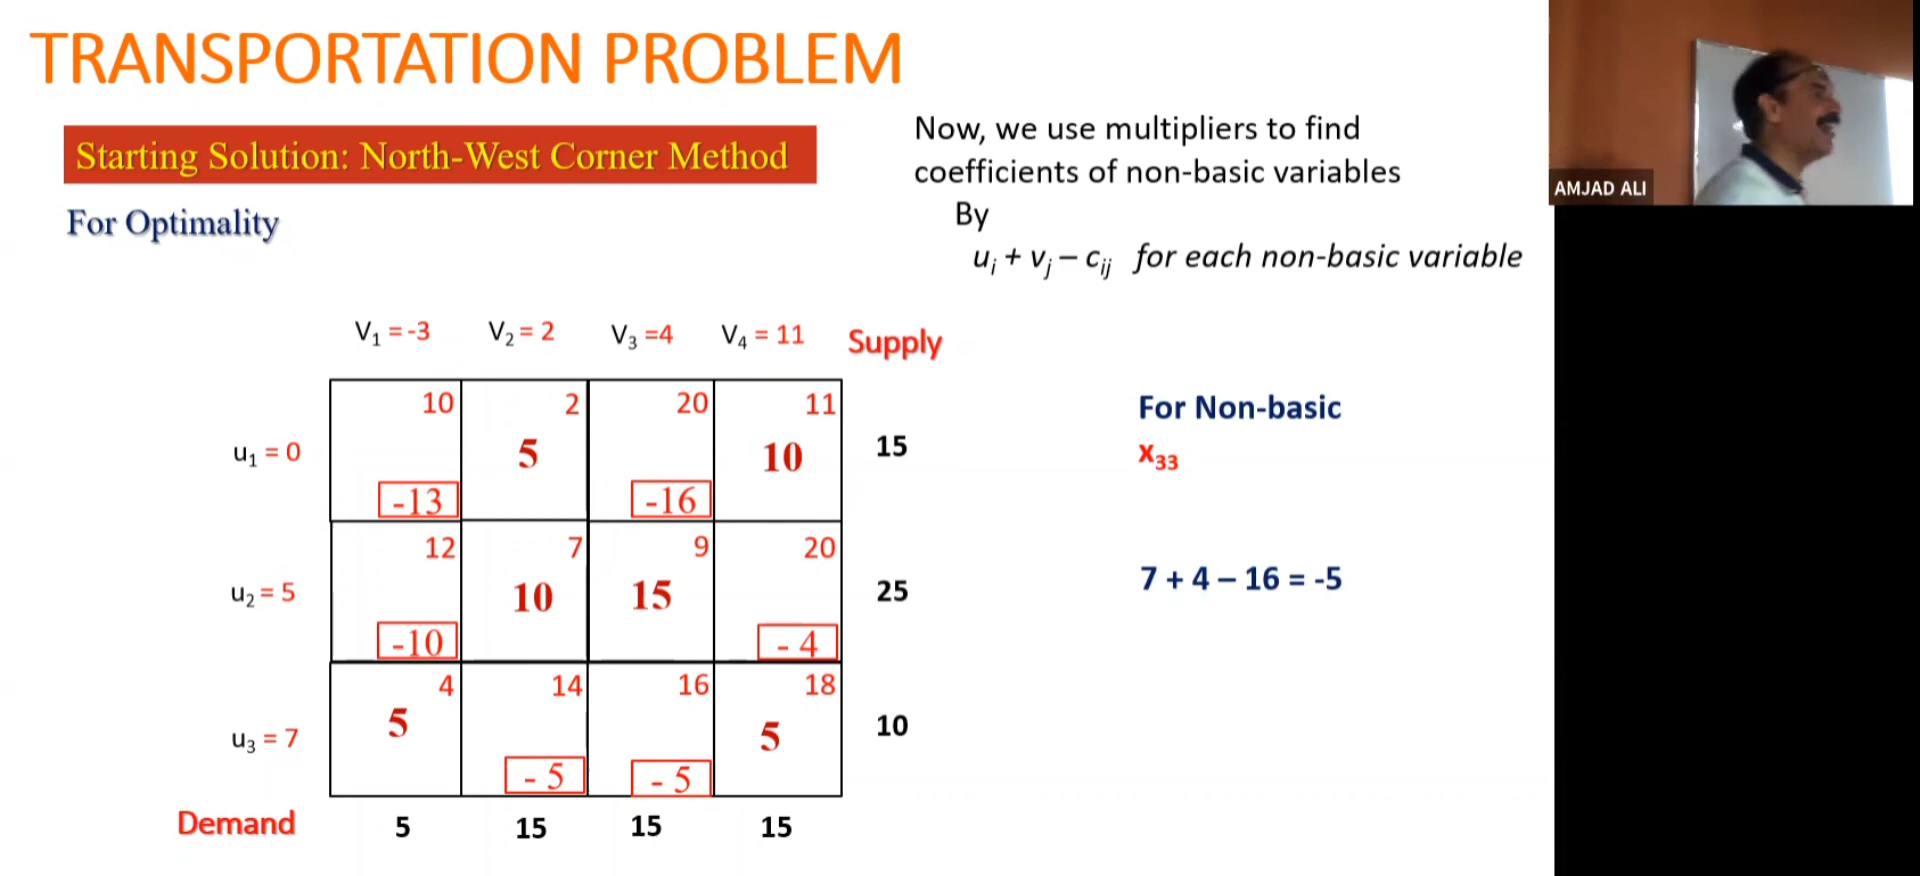 TRANSPORTATION PROBLEM
Starting Solution: North-West Corner Method
For Optimality
Now, we use multipliers to find
coefficients of non-basic variables
By
uᵢ + vⱼ – cᵢⱼ for each non-basic variable
AMJAD ALI
V₁ = -3 V₂ = 2 V₃ =4 V₄ = 11 Supply
10 2 20 11
u₁ = 0 5 10 15
-13 -16
12 7 9 20
u₂ = 5 10 15 25
-10 - 4
4 14 16 18
u₃ = 7 5 5 10
- 5 - 5
Demand 5 15 15 15
For Non-basic
X₃₃
7 + 4 – 16 = -5